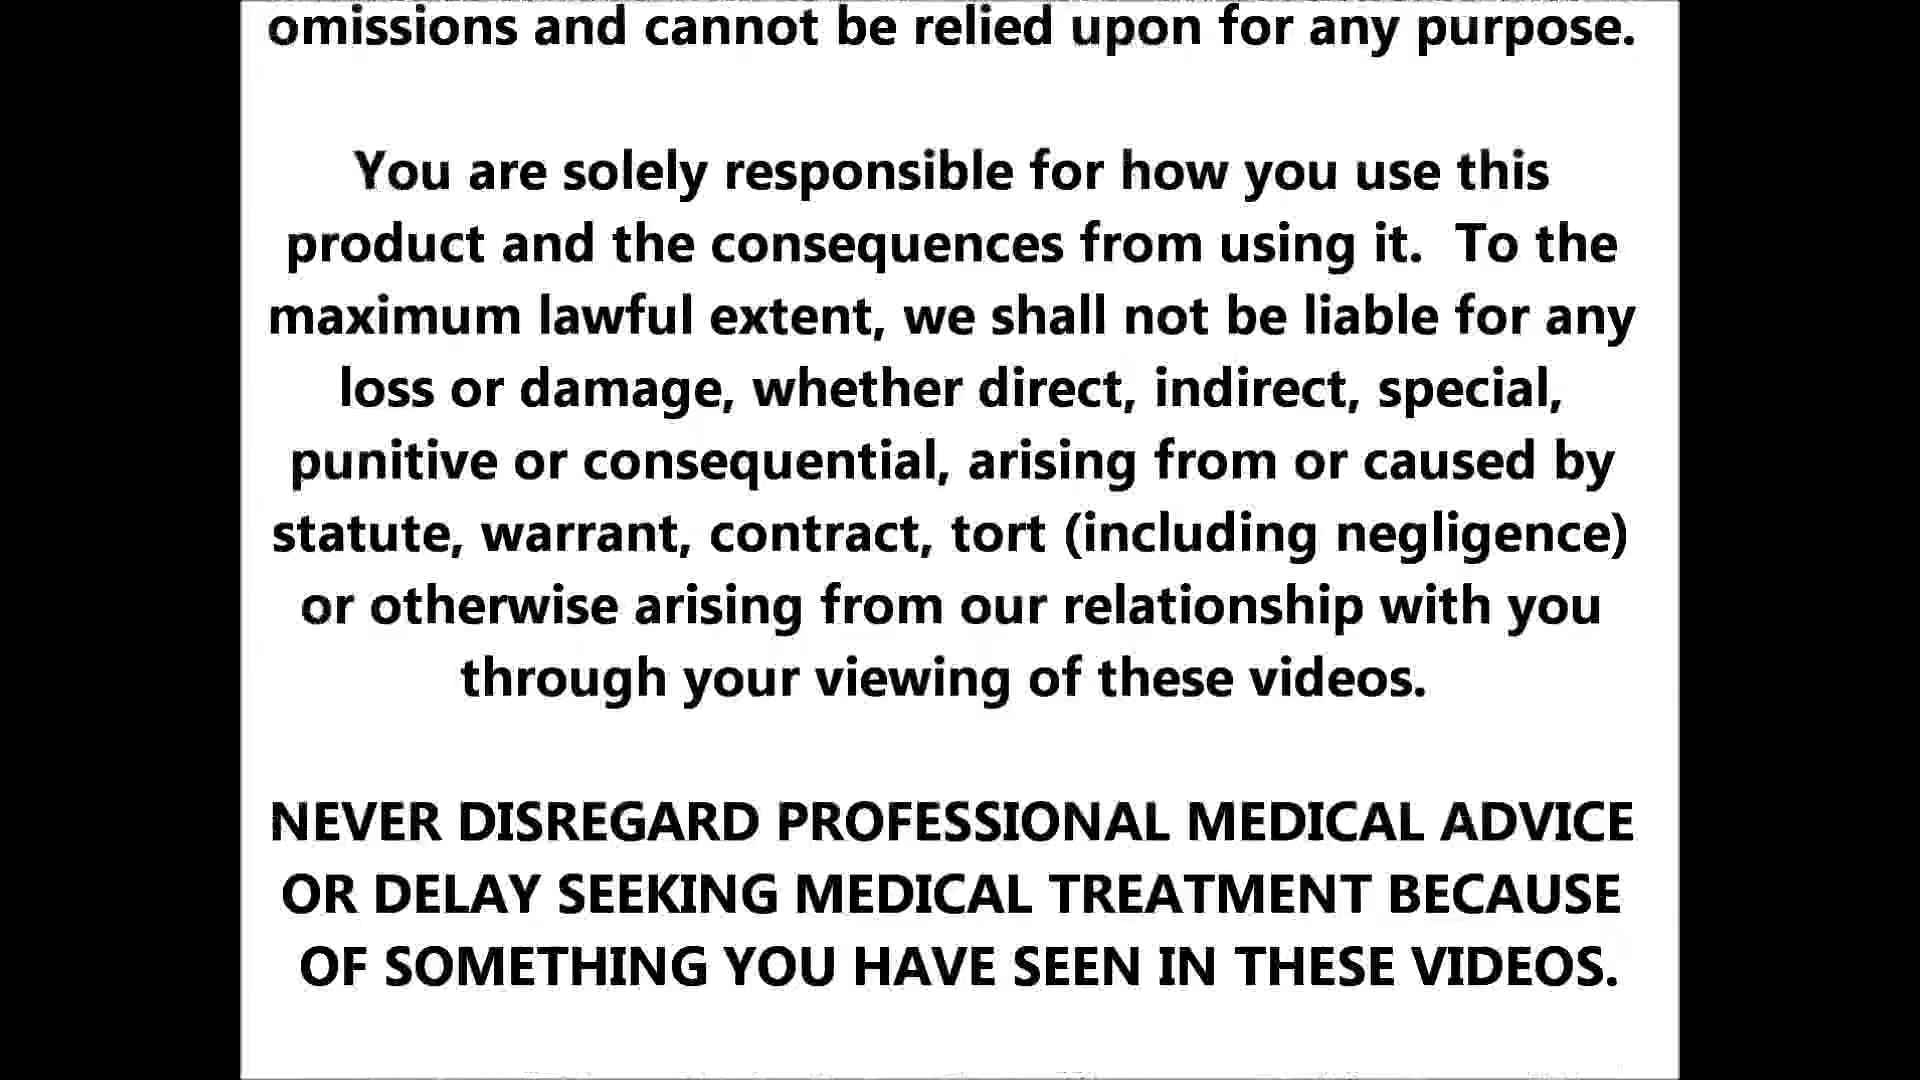 omissions and cannot be relied upon for any purpose.
You are solely responsible for how you use this
product and the consequences from using it.  To the
maximum lawful extent, we shall not be liable for any
loss or damage, whether direct, indirect, special,
punitive or consequential, arising from or caused by
statute, warrant, contract, tort (including negligence)
or otherwise arising from our relationship with you
through your viewing of these videos.
NEVER DISREGARD PROFESSIONAL MEDICAL ADVICE
OR DELAY SEEKING MEDICAL TREATMENT BECAUSE
OF SOMETHING YOU HAVE SEEN IN THESE VIDEOS.